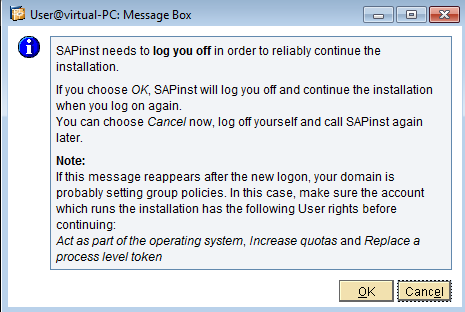 User@virtual-PC: Message Box
SAPinst needs to log you off in order to reliably continue the
installation.
If you choose OK, SAPinst will log you off and continue the installation
when you log on again.
You can choose Cancel now, log off yourself and call SAPinst again
later.
Note:
If this message reappears after the new logon, your domain is
probably setting group policies. In this case, make sure the account
which runs the installation has the following User rights before
continuing:
Act as part of the operating system, Increase quotas and Replace a
process level token
OK Cancel